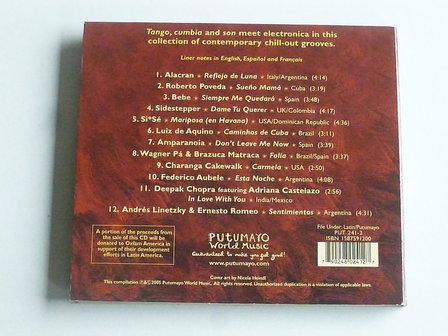 Tango, cumbia and son meet electronica in this
collection of contemporary chill-out grooves.
Liner notes in English, Español and Français
1. Alacran ★ Reflejo de Luna ★ Italy/Argentina (4:14)
2. Roberto Poveda ★ Sueño Mamá ★ Cuba (3:19)
3. Bebe ★ Siempre Me Quedará ★ Spain (3:48)
4. Sidestepper ★ Dame Tu Querer ★ UK/Colombia (4:17)
5. Si*Sé ★ Mariposa (en Havana) ★ USA/Dominican Republic (4:36)
6. Luiz de Aquino ★ Caminhos de Cuba ★ Brazil (3:11)
7. Amparanoia ★ Don't Leave Me Now ★ Spain (3:39)
8. Wagner Pá & Brazuca Matraca ★ Folia ★ Brazil/Spain (3:37)
9. Charanga Cakewalk ★ Carmela ★ USA (2:50)
10. Federico Aubele ★ Esta Noche ★ Argentina (4:08)
11. Deepak Chopra featuring Adriana Castelazo ★ (2:56)
In Love With You ★ India/Mexico
12. Andrés Linetzky & Ernesto Romeo ★ Sentimientos ★ Argentina (4:31)
A portion of the proceeds from
the sale of this CD will be
donated to Oxfam America in
support of their development
efforts in Latin America.
PUTUMAYO
World Music
Guaranteed to make you feel good!
www.putumayo.com
File Under: Latin/Putumayo
PUT 241-2
ISBN 1587591200
7 90248 02412
Cover art by Nicola Heindl
This compilation ℗&© 2005 Putumayo World Music. All rights reserved. Unauthorized duplication is a violation of applicable laws.